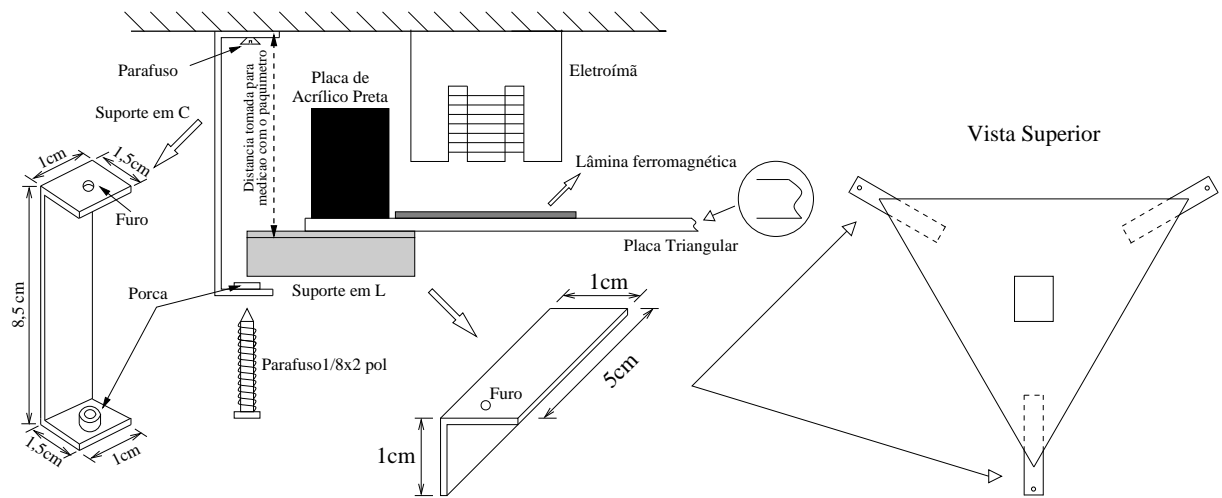 Parafuso
Distancia tomada para
medicao com o paquimetro
Placa de
Acrílico Preta
Eletroímã
Lâmina ferromagnética
Placa Triangular
Suporte em C
1cm
1,5cm
Furo
8,5 cm
Porca
1,5cm
1cm
Suporte em L
Parafuso1/8x2 pol
1cm
5cm
Furo
1cm
Vista Superior